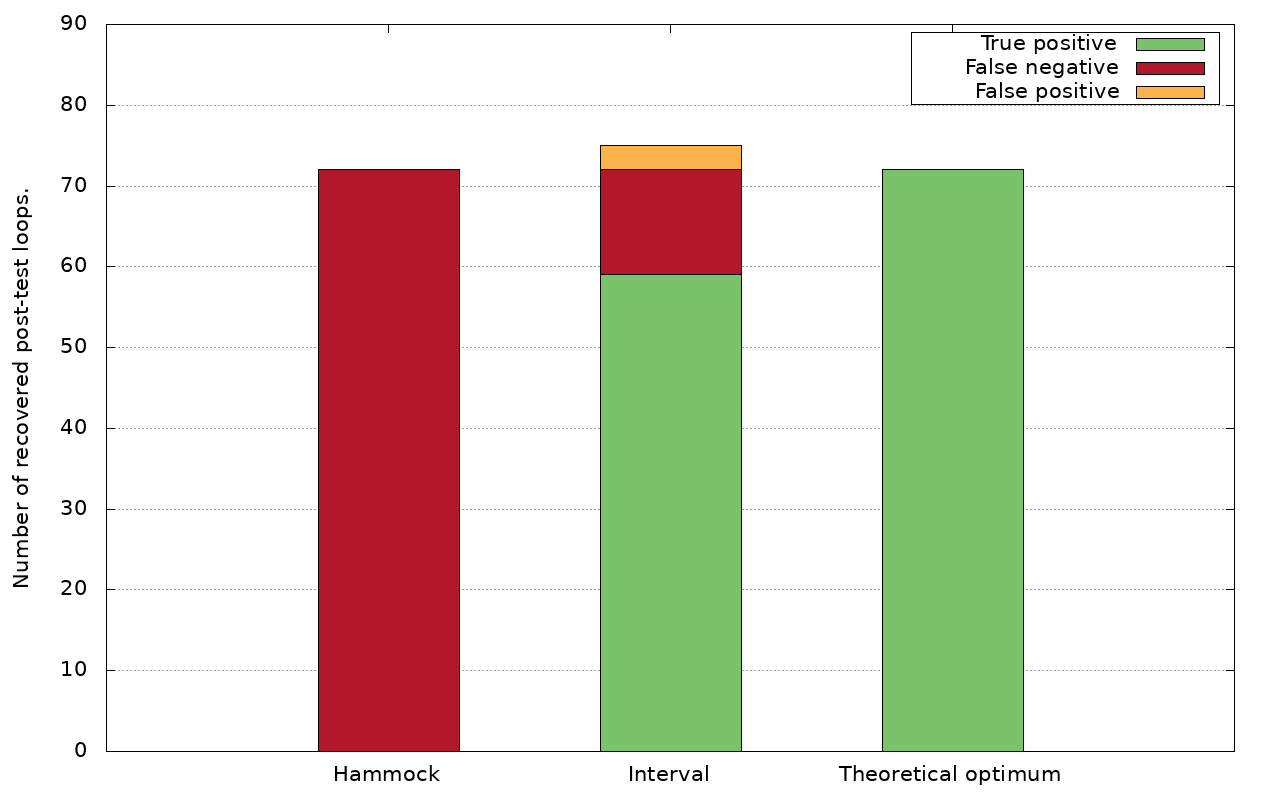 90
80
70
60
50
40
30
20
10
0
Number of recovered post-test loops.
True positive
False negative
False positive
Hammock
Interval
Theoretical optimum